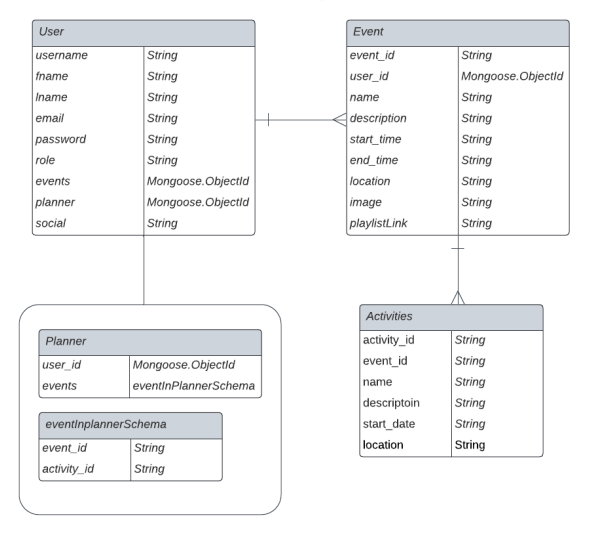 User
username String
fname String
lname String
email String
password String
role String
events Mongoose.ObjectId
planner Mongoose.ObjectId
social String
Event
event_id String
user_id Mongoose.ObjectId
name String
description String
start_time String
end_time String
location String
image String
playlistLink String
Planner
user_id Mongoose.ObjectId
events eventInPlannerSchema
eventInplannerSchema
event_id String
activity_id String
Activities
activity_id String
event_id String
name String
descriptoin String
start_date String
location String